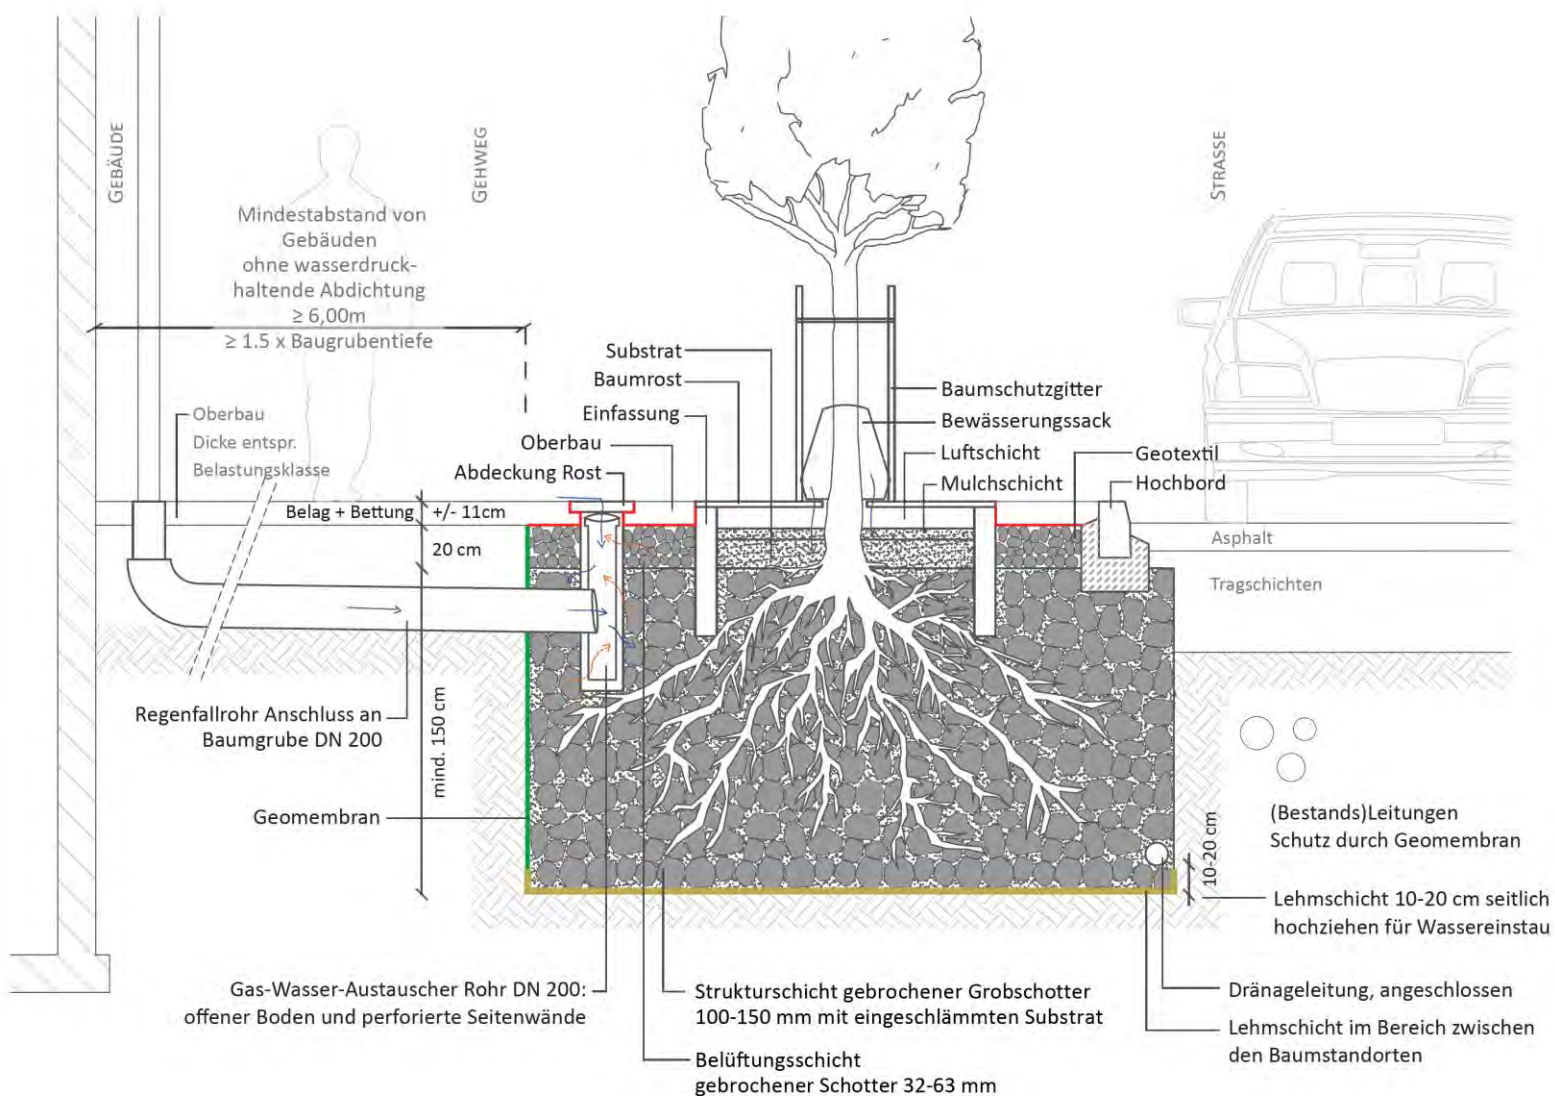 GEBÄUDE
GEHWEG
STRASSE
Mindestabstand von
Gebäuden
ohne wasserdruck-
haltende Abdichtung
≥ 6,00m
≥ 1.5 x Baugrubentiefe
Substrat
Baumrost
Einfassung
Oberbau
Abdeckung Rost
Baumschutzgitter
Bewässerungssack
Luftschicht
Mulchschicht
Geotextil
Hochbord
Oberbau
Dicke entspr.
Belastungsklasse
Belag + Bettung
+/- 11cm
20 cm
mind. 150 cm
Asphalt
Tragschichten
Regenfallrohr Anschluss an
Baumgrube DN 200
Geomembran
(Bestands)Leitungen
Schutz durch Geomembran
10-20 cm
Lehmschicht 10-20 cm seitlich
hochziehen für Wassereinstau
Gas-Wasser-Austauscher Rohr DN 200:
offener Boden und perforierte Seitenwände
Strukturschicht gebrochener Grobschotter
100-150 mm mit eingeschlämmten Substrat
Belüftungsschicht
gebrochener Schotter 32-63 mm
Dränageleitung, angeschlossen
Lehmschicht im Bereich zwischen
den Baumstandorten